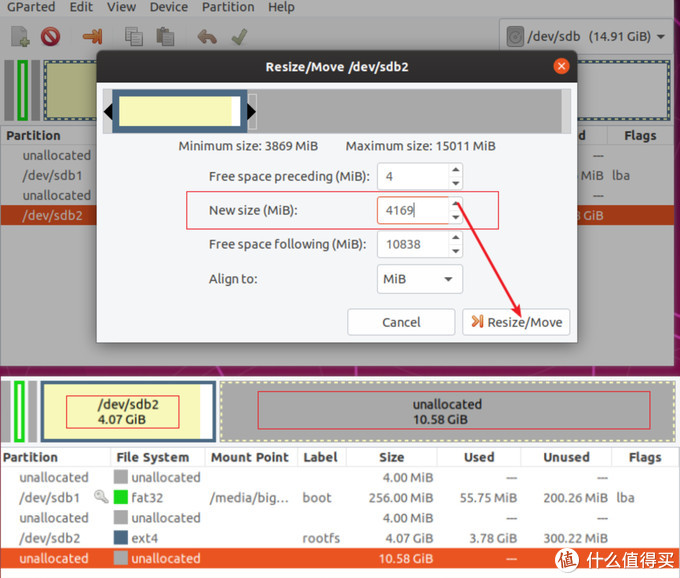 GParted Edit View Device Partition Help
/dev/sdb (14.91 GiB)
Resize/Move /dev/sdb2
Minimum size: 3869 MiB Maximum size: 15011 MiB
Free space preceding (MiB): 4
New size (MiB): 4169
Free space following (MiB): 10838
Align to: MiB
Cancel Resize/Move
Partition d Flags
unallocated ---
/dev/sdb1 MiB lba
unallocated ---
/dev/sdb2 GiB
/dev/sdb2
4.07 GiB
unallocated
10.58 GiB
Partition File System Mount Point Label Size Used Unused Flags
unallocated unallocated 4.00 MiB --- ---
/dev/sdb1 fat32 /media/big... boot 256.00 MiB 55.75 MiB 200.26 MiB lba
unallocated unallocated 4.00 MiB --- ---
/dev/sdb2 ext4 rootfs 4.07 GiB 3.78 GiB 300.22 MiB
unallocated unallocated 10.58 GiB ---
值 什么值得买